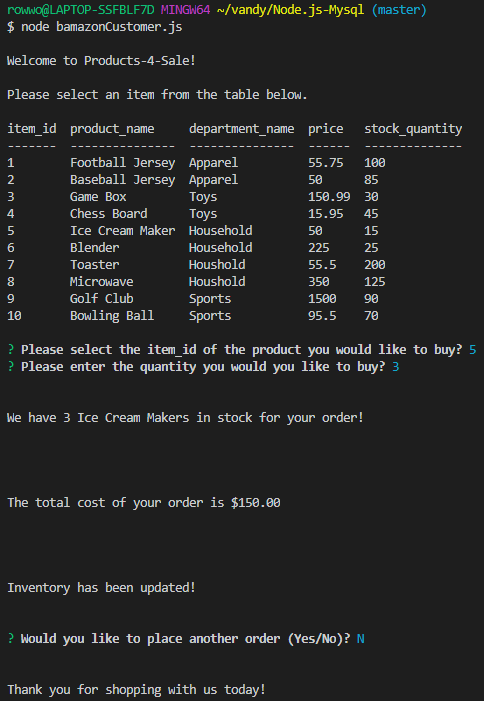 rowwo@LAPTOP-SSFBLF7D MINGW64 ~/vandy/Node.js-Mysql (master)
$ node bamazonCustomer.js
Welcome to Products-4-Sale!
Please select an item from the table below.
item_id  product_name     department_name  price   stock_quantity
-------  ---------------  ---------------  ------  --------------
1        Football Jersey  Apparel          55.75   100
2        Baseball Jersey  Apparel          50      85
3        Game Box         Toys             150.99  30
4        Chess Board      Toys             15.95   45
5        Ice Cream Maker  Household        50      15
6        Blender          Household        225     25
7        Toaster          Houshold         55.5    200
8        Microwave        Houshold         350     125
9        Golf Club        Sports           1500    90
10       Bowling Ball     Sports           95.5    70
? Please select the item_id of the product you would like to buy? 5
? Please enter the quantity you would you like to buy? 3
We have 3 Ice Cream Makers in stock for your order!
The total cost of your order is $150.00
Inventory has been updated!
? Would you like to place another order (Yes/No)? N
Thank you for shopping with us today!